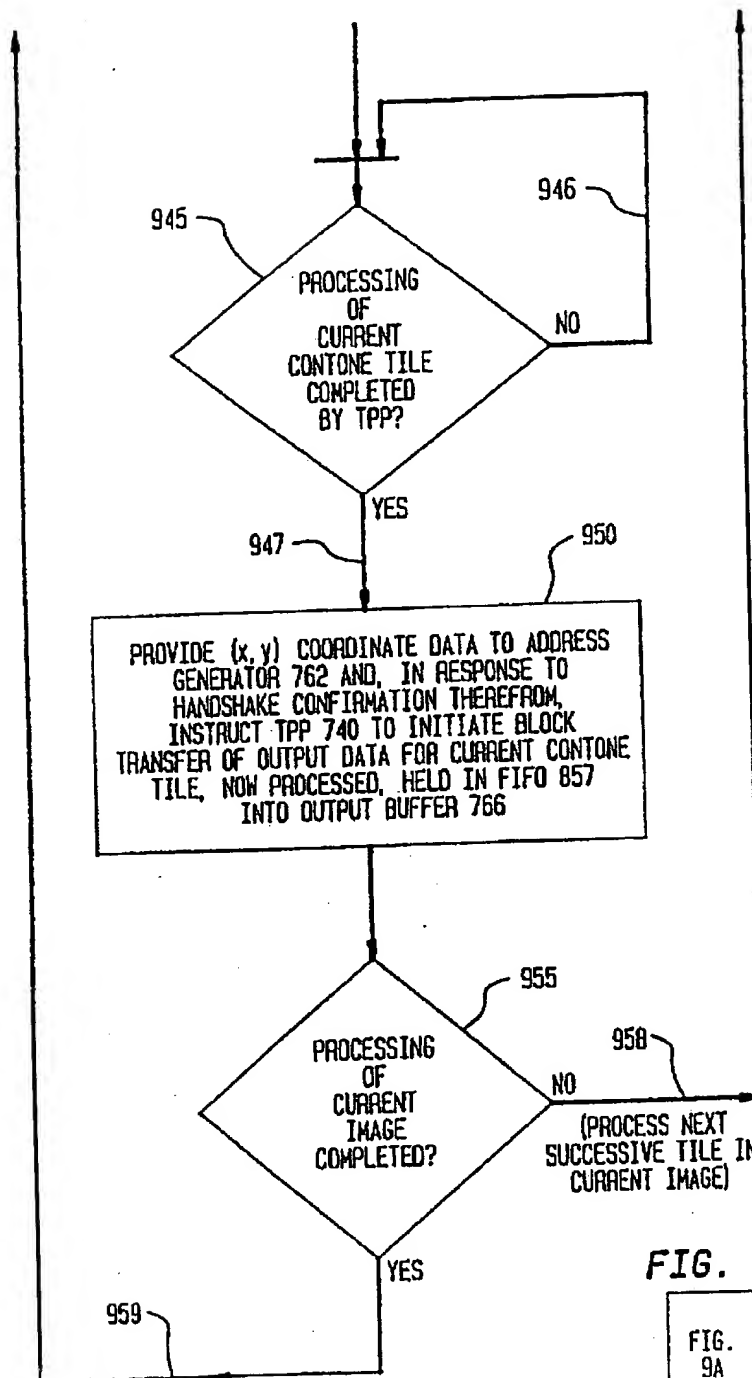 946
945
PROCESSING
OF
CURRENT
CONTONE TILE
COMPLETED
BY TPP?
NO
YES
947
950
PROVIDE (x, y) COORDINATE DATA TO ADDRESS
GENERATOR 762 AND, IN RESPONSE TO
HANDSHAKE CONFIRMATION THEREFROM,
INSTRUCT TPP 740 TO INITIATE BLOCK
TRANSFER OF OUTPUT DATA FOR CURRENT CONTONE
TILE, NOW PROCESSED, HELD IN FIFO 857
INTO OUTPUT BUFFER 766
955
958
PROCESSING
OF
CURRENT
IMAGE
COMPLETED?
NO
(PROCESS NEXT
SUCCESSIVE TILE IN
CURRENT IMAGE)
YES
FIG.
959
FIG.
9A